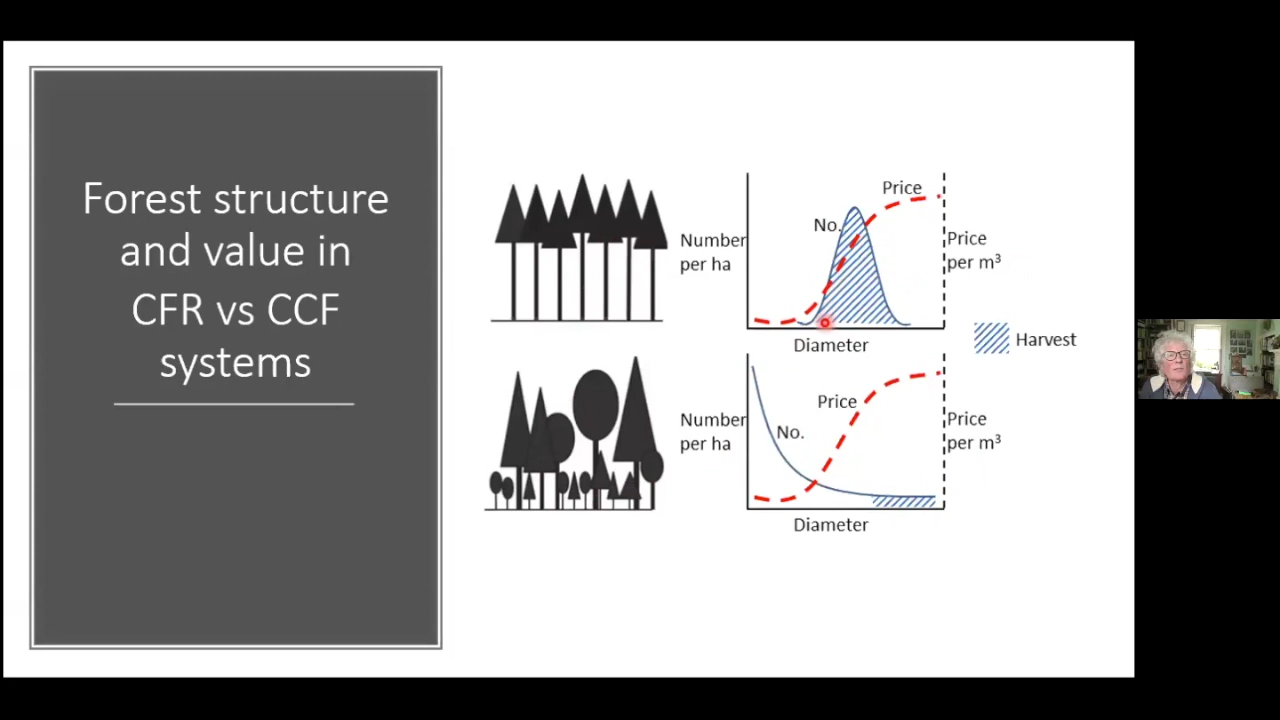 Forest structure
and value in
CFR vs CCF
systems
Price
No.
Number
per ha
Price
per m³
Diameter
Harvest
Price
No.
Number
per ha
Price
per m³
Diameter